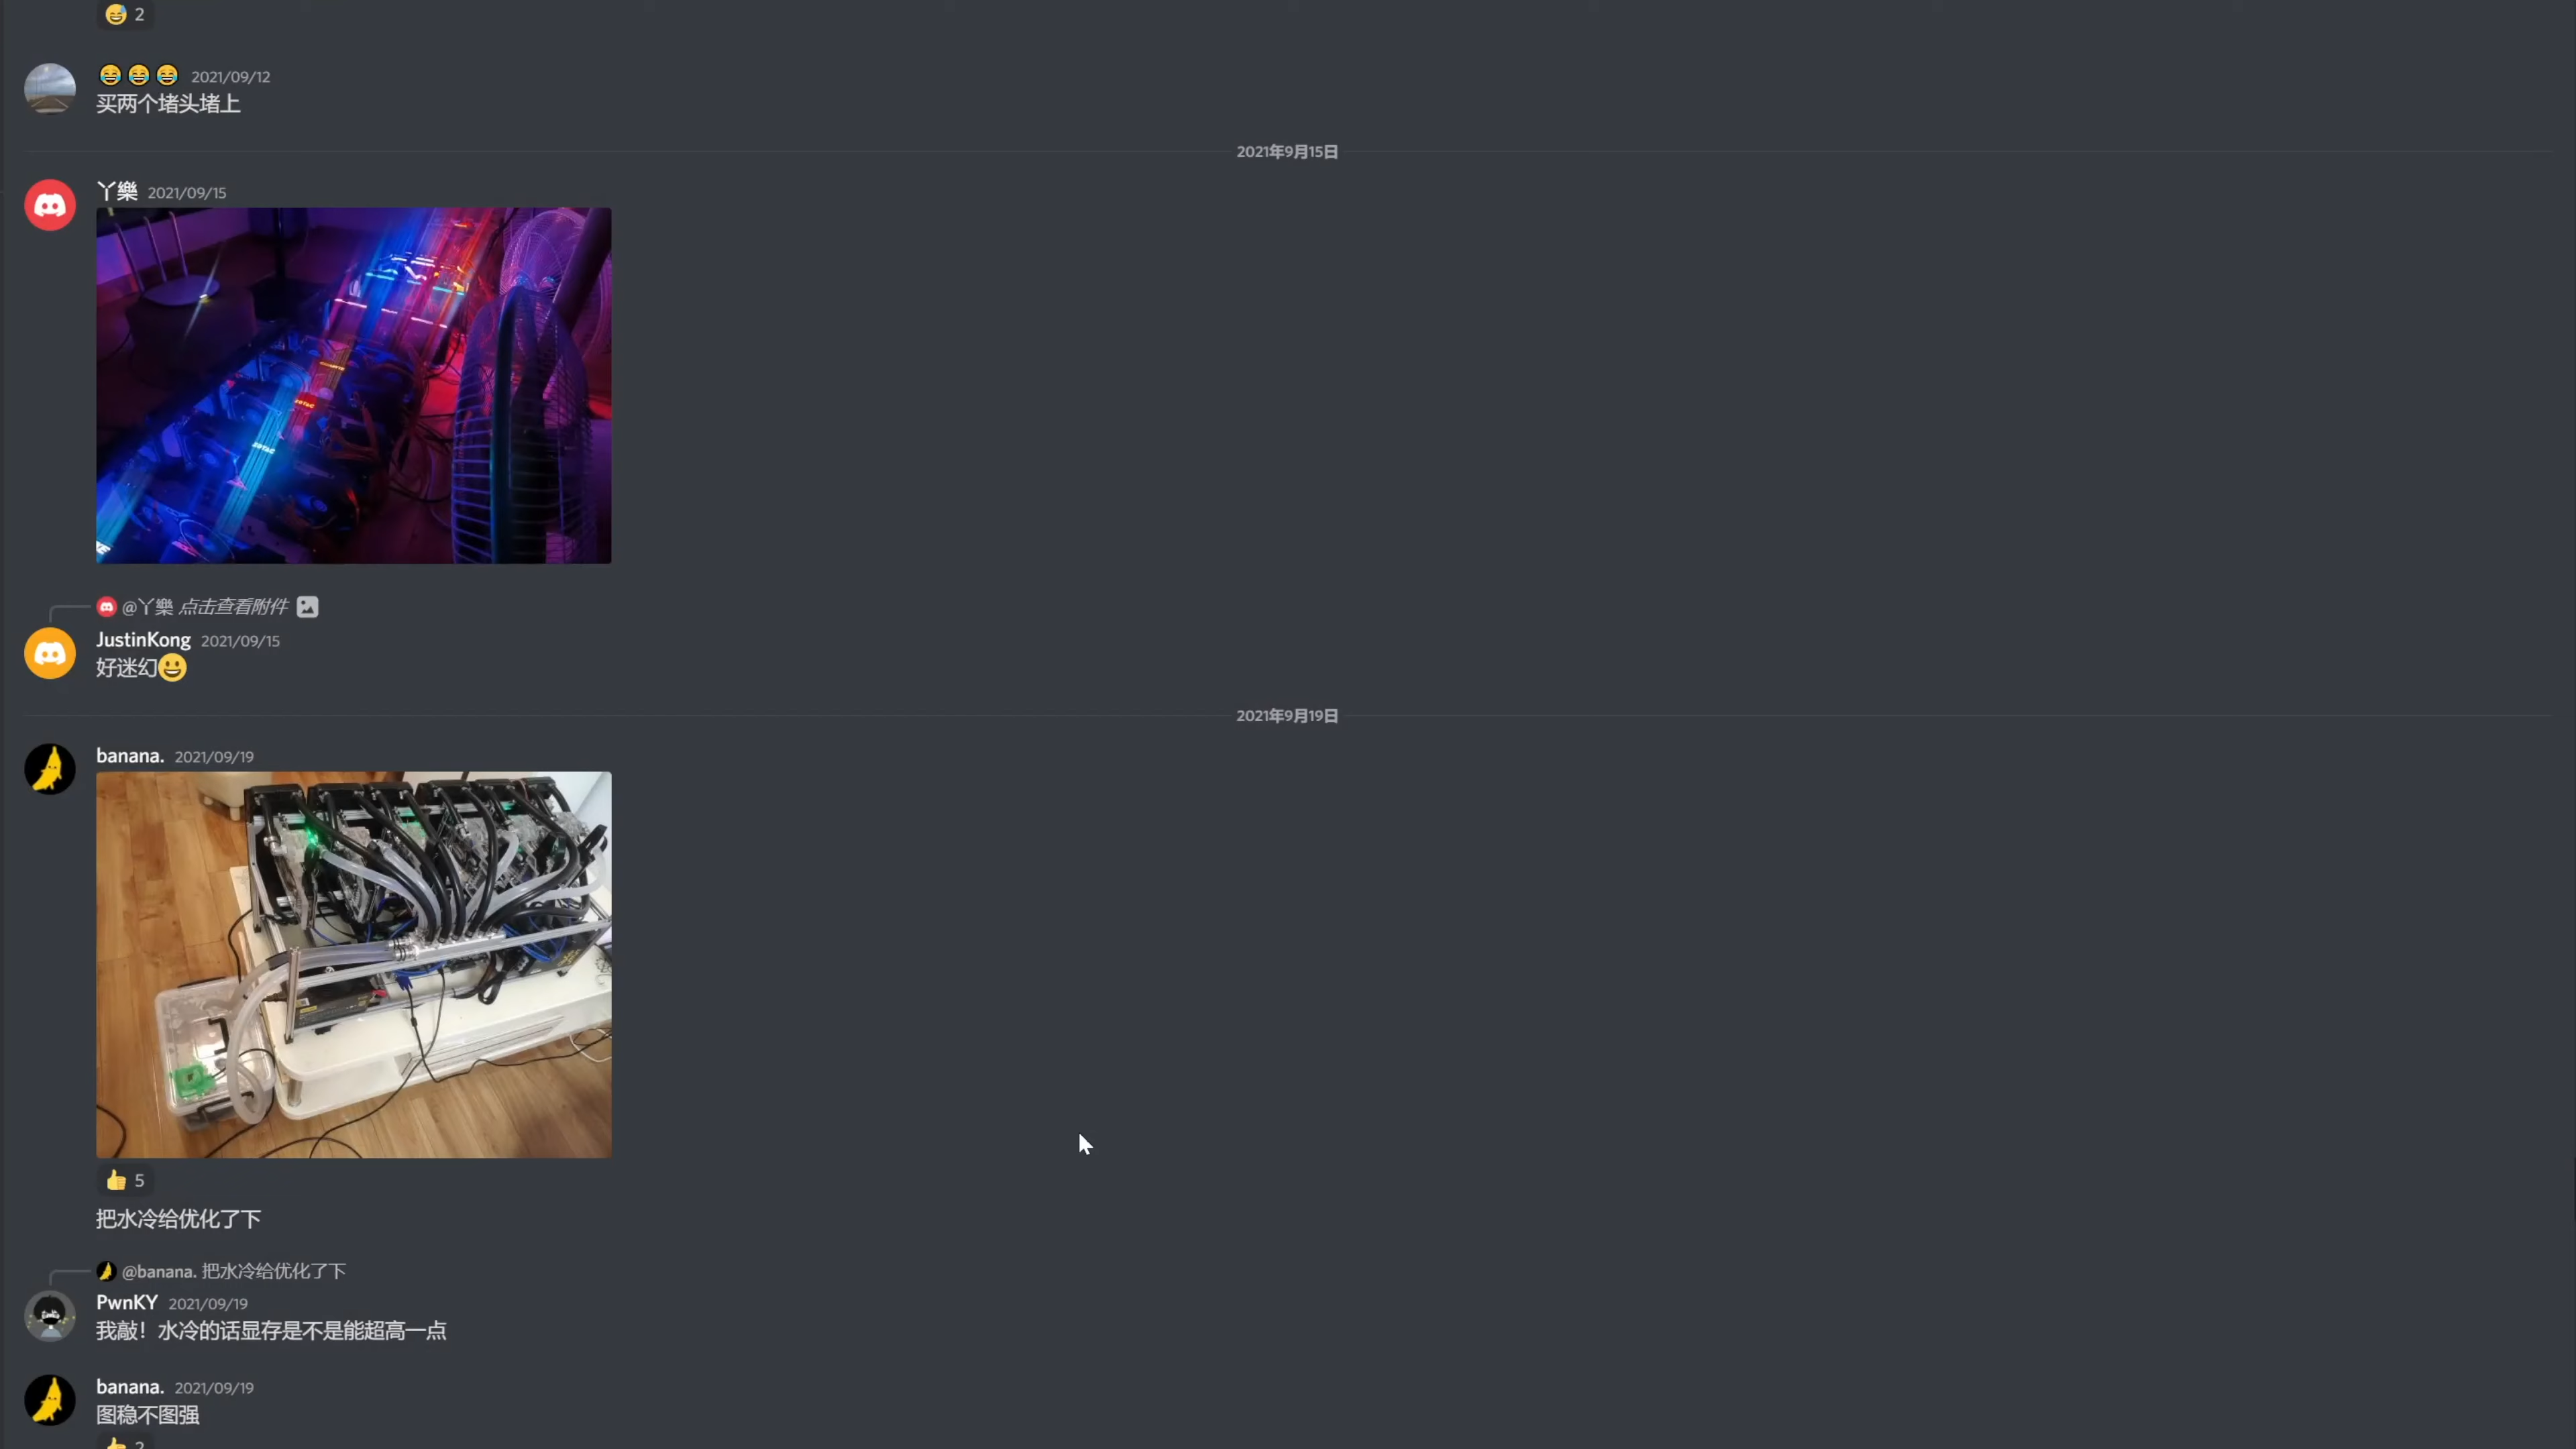 2
2021/09/12
买两个堵头堵上
2021年9月15日
丫樂 2021/09/15
ZOTAC
ZOTAC
@丫樂 点击查看附件
JustinKong 2021/09/15
好迷幻
2021年9月19日
banana. 2021/09/19
5
把水冷给优化了下
@banana. 把水冷给优化了下
PwnKY 2021/09/19
我敲！水冷的话显存是不是能超高一点
banana. 2021/09/19
图稳不图强
2